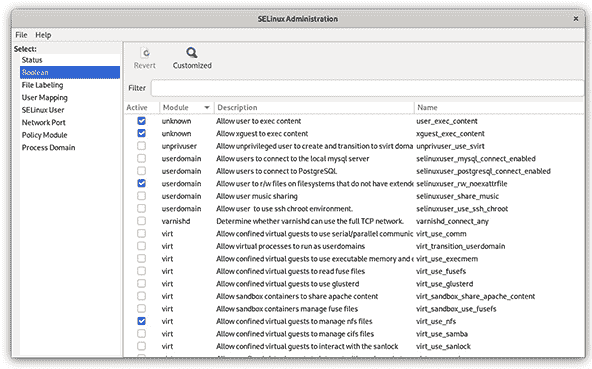 SELinux Administration ×
File Help
Select:
Status
Boolean
File Labeling
User Mapping
SELinux User
Network Port
Policy Module
Process Domain
Revert Customized
Filter
Active Module Description Name
unknown Allow user to exec content user_exec_content
unknown Allow xguest to exec content xguest_exec_content
unprivuser Allow unprivileged user to create and transition to svirt doma unprivuser_use_svirt
userdomain Allow users to connect to the local mysql server selinuxuser_mysql_connect_enabled
userdomain Allow users to connect to PostgreSQL selinuxuser_postgresql_connect_enabled
userdomain Allow user to r/w files on filesystems that do not have extende selinuxuser_rw_noexattrfile
userdomain Allow user music sharing selinuxuser_share_music
userdomain Allow user to use ssh chroot environment. selinuxuser_use_ssh_chroot
varnishd Determine whether varnishd can use the full TCP network. varnishd_connect_any
virt Allow confined virtual guests to use serial/parallel communic virt_use_comm
virt Allow virtual processes to run as userdomains virt_transition_userdomain
virt Allow confined virtual guests to use executable memory and e virt_use_execmem
virt Allow confined virtual guests to read fuse files virt_use_fusefs
virt Allow confined virtual guests to use glusterd virt_use_glusterd
virt Allow sandbox containers to share apache content virt_sandbox_share_apache_content
virt Allow sandbox containers manage fuse files virt_sandbox_use_fusefs
virt Allow confined virtual guests to manage nfs files virt_use_nfs
virt Allow confined virtual guests to manage cifs files virt_use_samba
virt Allow confined virtual guests to interact with the sanlock virt_use_sanlock